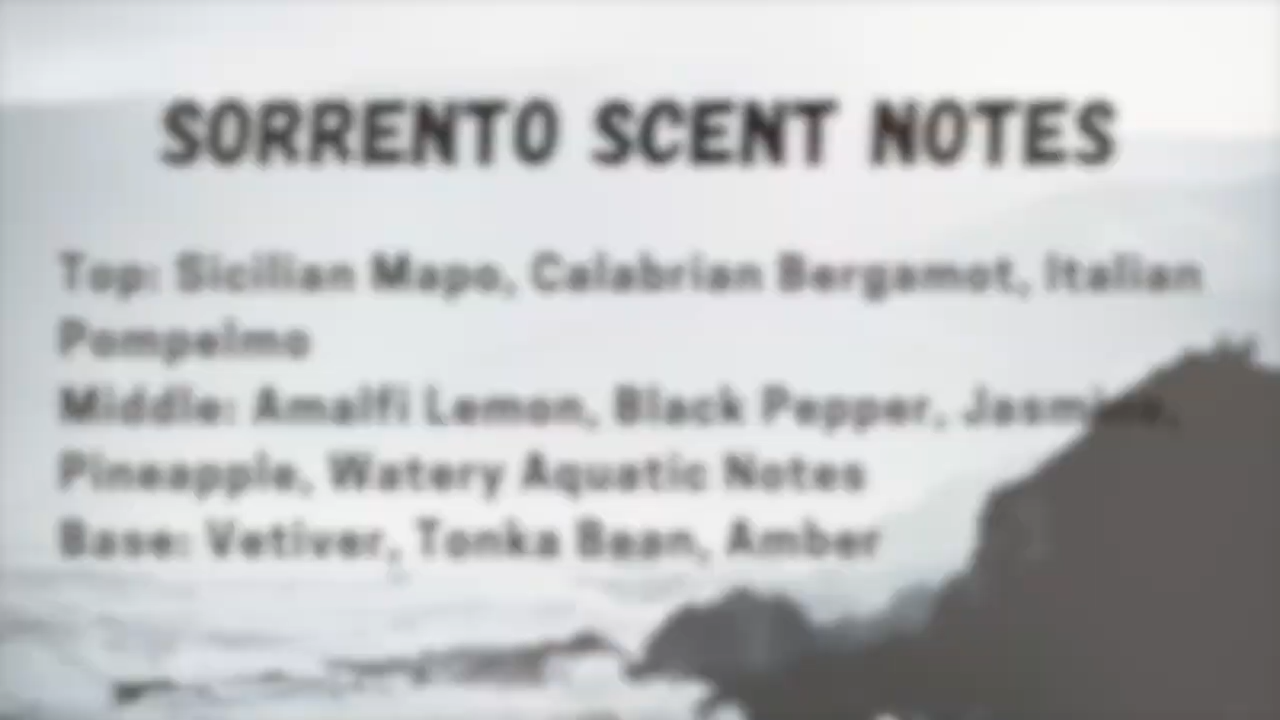 SORRENTO SCENT NOTES
Top: Sicilian Mapo, Calabrian Bergamot, Italian
Pompelmo
Middle: Amalfi Lemon, Black Pepper, Jasmine,
Pineapple, Watery Aquatic Notes
Base: Vetiver, Tonka Bean, Amber